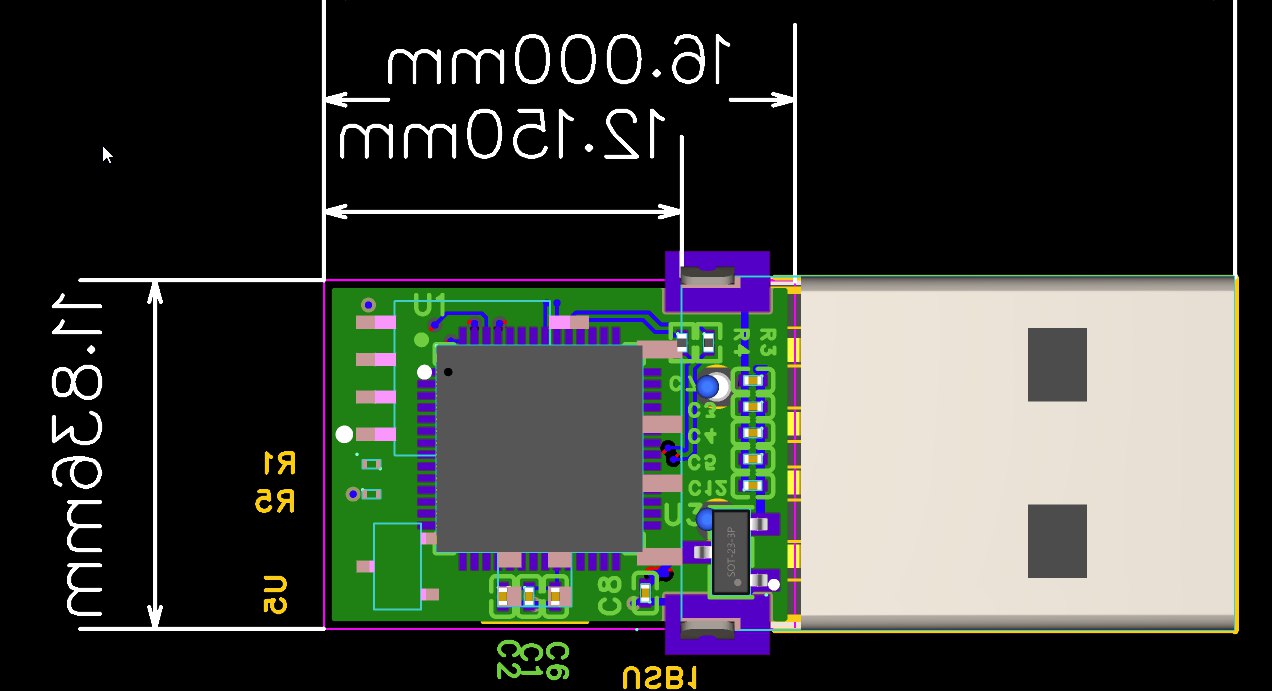 16.000mm
12.150mm
11.836mm
U1
R4
R3
C7
C3
C4
C5
C12
U3
SOT-23-3P
R1
R5
U5
C8
C2
C1
C6
USB1